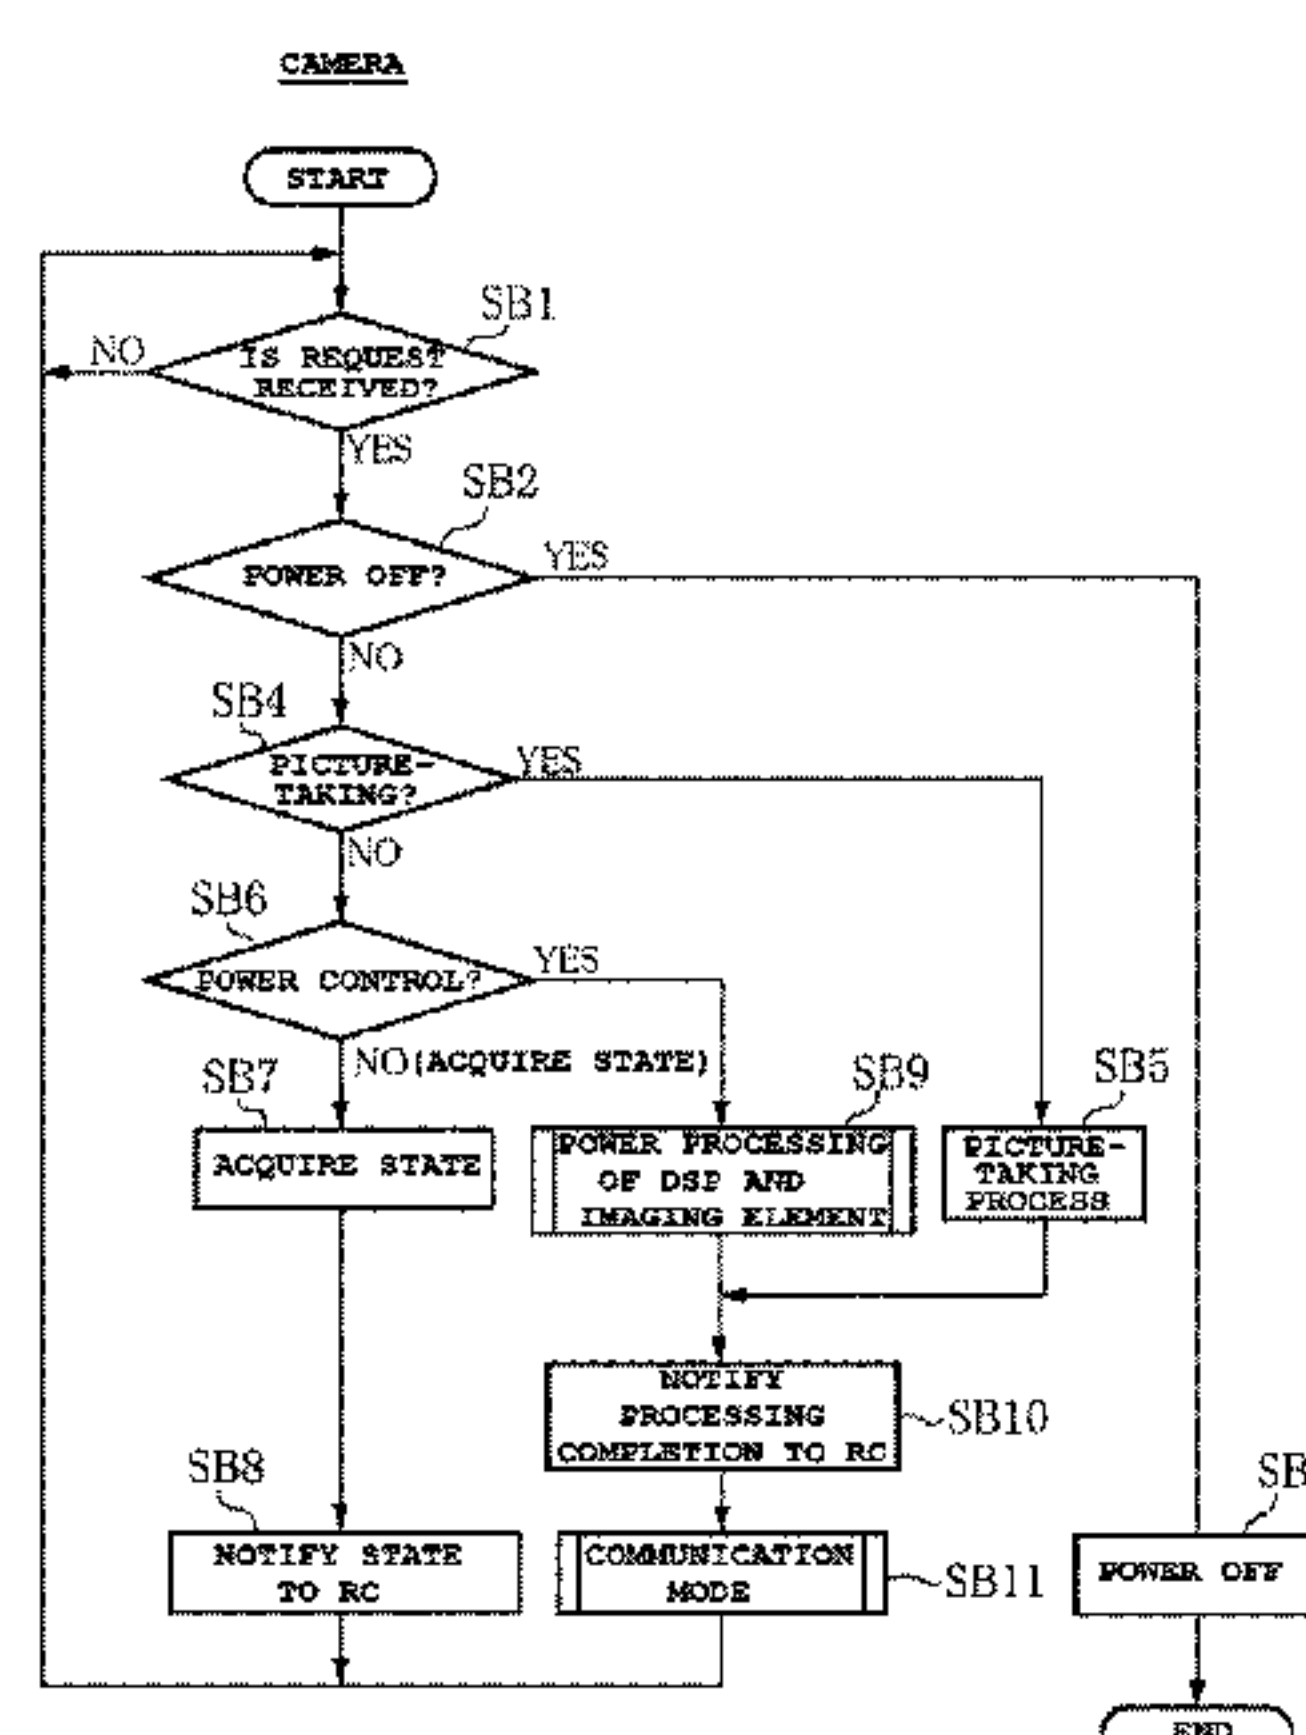 CAMERA
START
SB1
NO
IS REQUEST
RECEIVED?
YES
SB2
POWER OFF?
YES
NO
SB4
PICTURE-
TAKING?
YES
NO
SB6
POWER CONTROL?
YES
NO(ACQUIRE STATE)
SB7
ACQUIRE STATE
SB9
POWER PROCESSING
OF DSP AND
IMAGING ELEMENT
SB5
PICTURE-
TAKING
PROCESS
NOTIFY
PROCESSING
COMPLETION TO RC
SB10
SB8
NOTIFY STATE
TO RC
COMMUNICATION
MODE
SB11
SB
POWER OFF
END